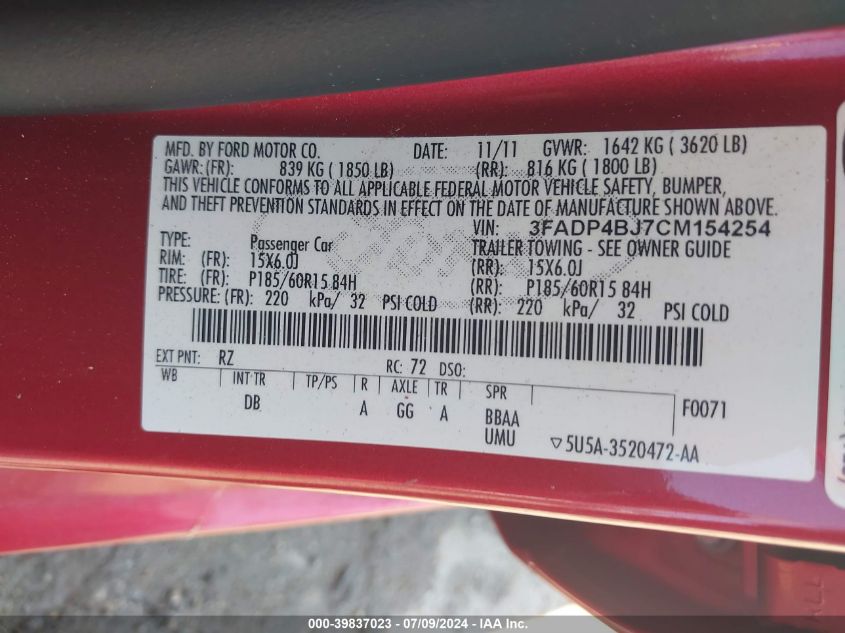 MFD. BY FORD MOTOR CO. DATE: 11/11 GVWR: 1642 KG ( 3620 LB)
GAWR: (FR): 839 KG ( 1850 LB) (RR): 816 KG ( 1800 LB)
THIS VEHICLE CONFORMS TO ALL APPLICABLE FEDERAL MOTOR VEHICLE SAFETY, BUMPER,
AND THEFT PREVENTION STANDARDS IN EFFECT ON THE DATE OF MANUFACTURE SHOWN ABOVE.
VIN: 3FADP4BJ7CM154254
TYPE: Passenger Car TRAILER TOWING - SEE OWNER GUIDE
RIM: (FR): 15X6.0J (RR): 15X6.0J
TIRE: (FR): P185/60R15 84H (RR): P185/60R15 84H
PRESSURE: (FR): 220 kPa/ 32 PSI COLD (RR): 220 kPa/ 32 PSI COLD
EXT PNT: RZ RC: 72 DSO:
WB INT TR TP/PS R AXLE TR SPR F0071
DB A GG A BBAA
UMU ▽5U5A-3520472-AA
000-39837023 - 07/09/2024 - IAAI.com